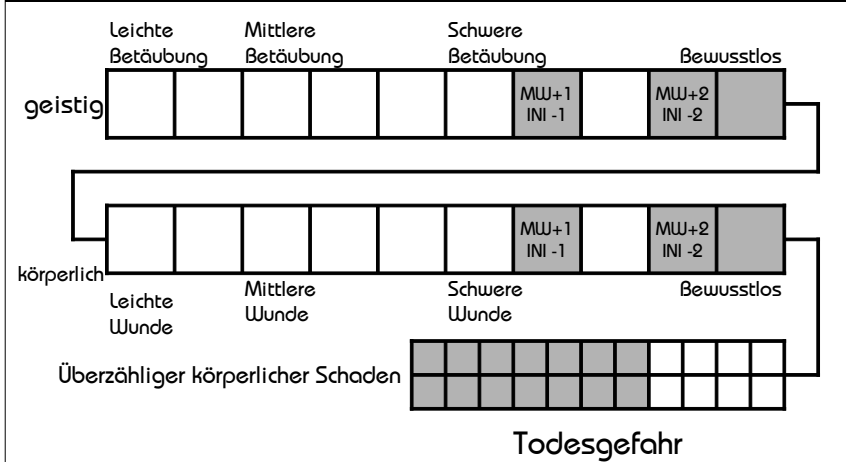 Leichte Mittlere Schwere
Betäubung Betäubung Betäubung Bewusstlos
geistig
MW+1 MW+2
INI -1 INI -2
MW+1 MW+2
INI -1 INI -2
körperlich
Leichte Mittlere Schwere Bewusstlos
Wunde Wunde Wunde
Überzähliger körperlicher Schaden
Todesgefahr